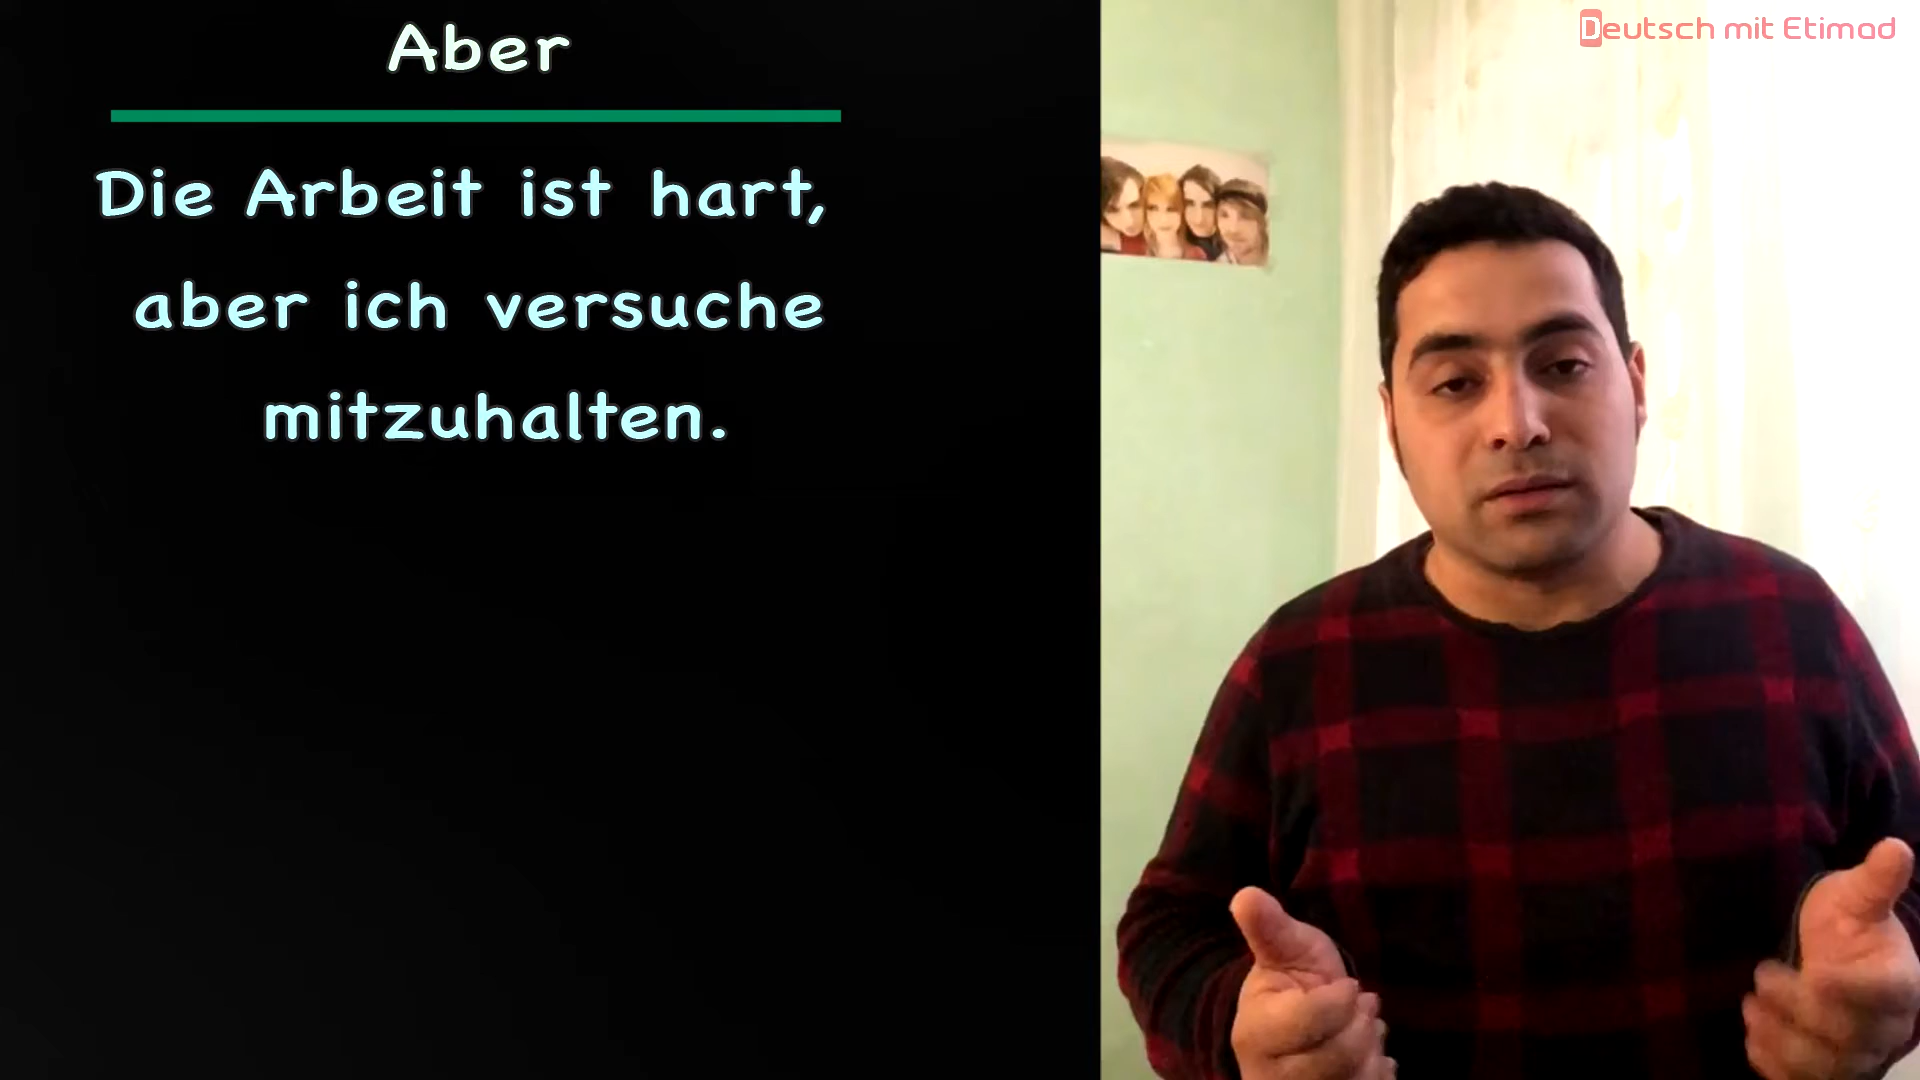 Aber
Die Arbeit ist hart,
aber ich versuche
mitzuhalten.
Deutsch mit Etimad